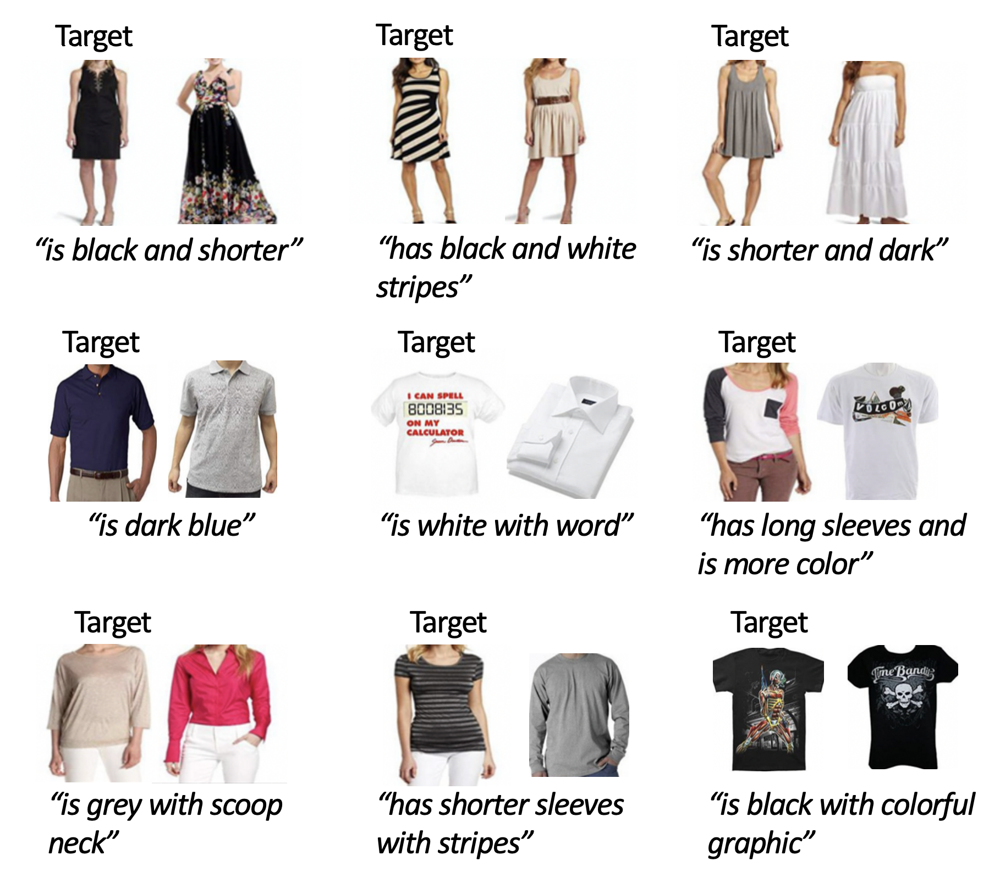 Target
Target
Target
“is black and shorter”
“has black and white
stripes”
“is shorter and dark”
Target
Target
Target
I CAN SPELL
8008135
ON MY
CALCULATOR
VOLCOM
“is dark blue”
“is white with word”
“has long sleeves and
is more color”
Target
Target
Target
Time Bandit
“is grey with scoop
neck”
“has shorter sleeves
with stripes”
“is black with colorful
graphic”